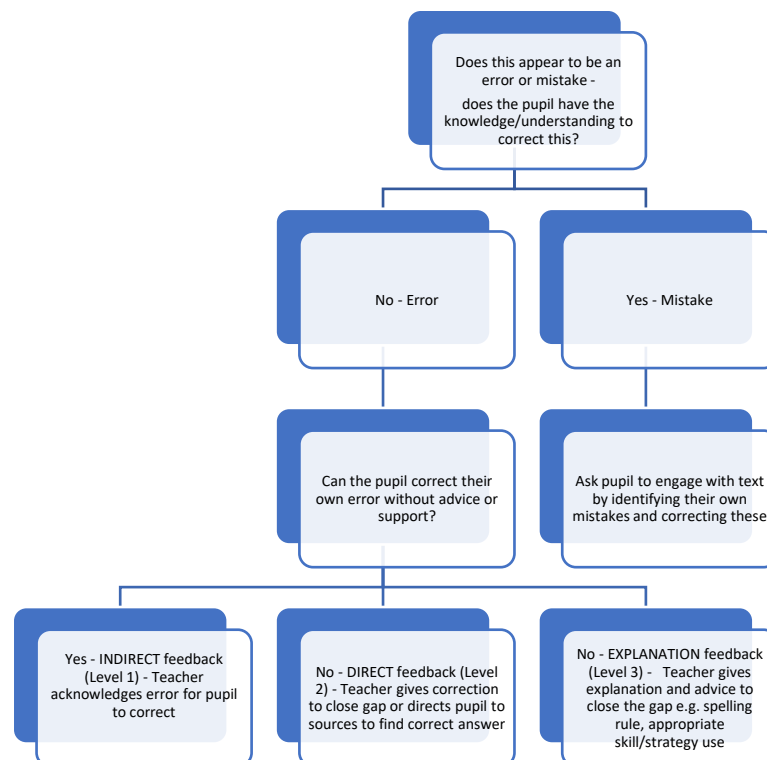 Does this appear to be an
error or mistake -
does the pupil have the
knowledge/understanding to
correct this?
No - Error
Yes - Mistake
Can the pupil correct their
own error without advice or
support?
Ask pupil to engage with text
by identifying their own
mistakes and correcting these
Yes - INDIRECT feedback
(Level 1) - Teacher
acknowledges error for pupil
to correct
No - DIRECT feedback (Level
2) - Teacher gives correction
to close gap or directs pupil to
sources to find correct answer
No - EXPLANATION feedback
(Level 3) - Teacher gives
explanation and advice to
close the gap e.g. spelling
rule, appropriate
skill/strategy use